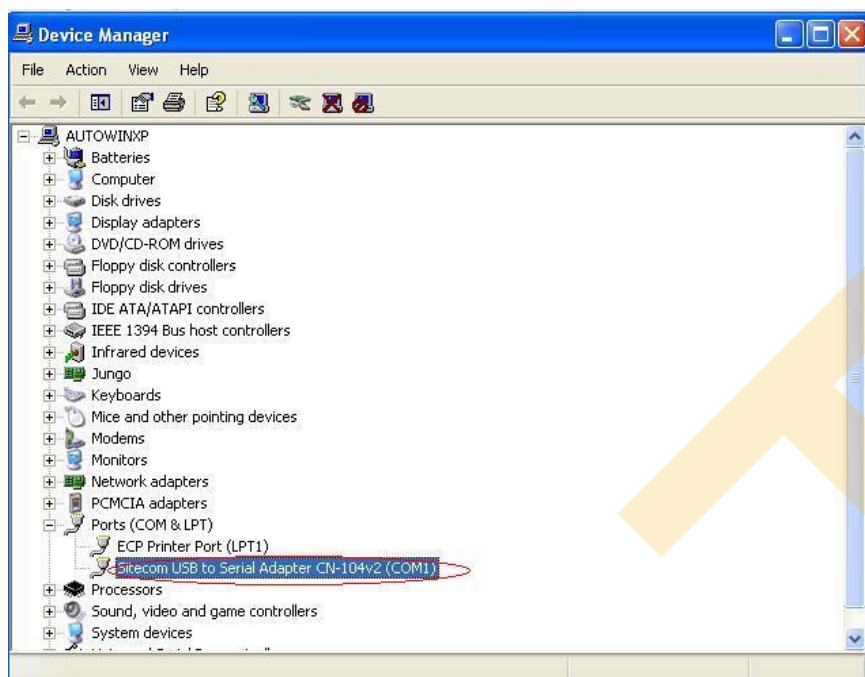 Device Manager
File Action View Help
AUTOWINXP
Batteries
Computer
Disk drives
Display adapters
DVD/CD-ROM drives
Floppy disk controllers
Floppy disk drives
IDE ATA/ATAPI controllers
IEEE 1394 Bus host controllers
Infrared devices
Jungo
Keyboards
Mice and other pointing devices
Modems
Monitors
Network adapters
PCMCIA adapters
Ports (COM & LPT)
ECP Printer Port (LPT1)
Sitecom USB to Serial Adapter CN-104v2 (COM1)
Processors
Sound, video and game controllers
System devices